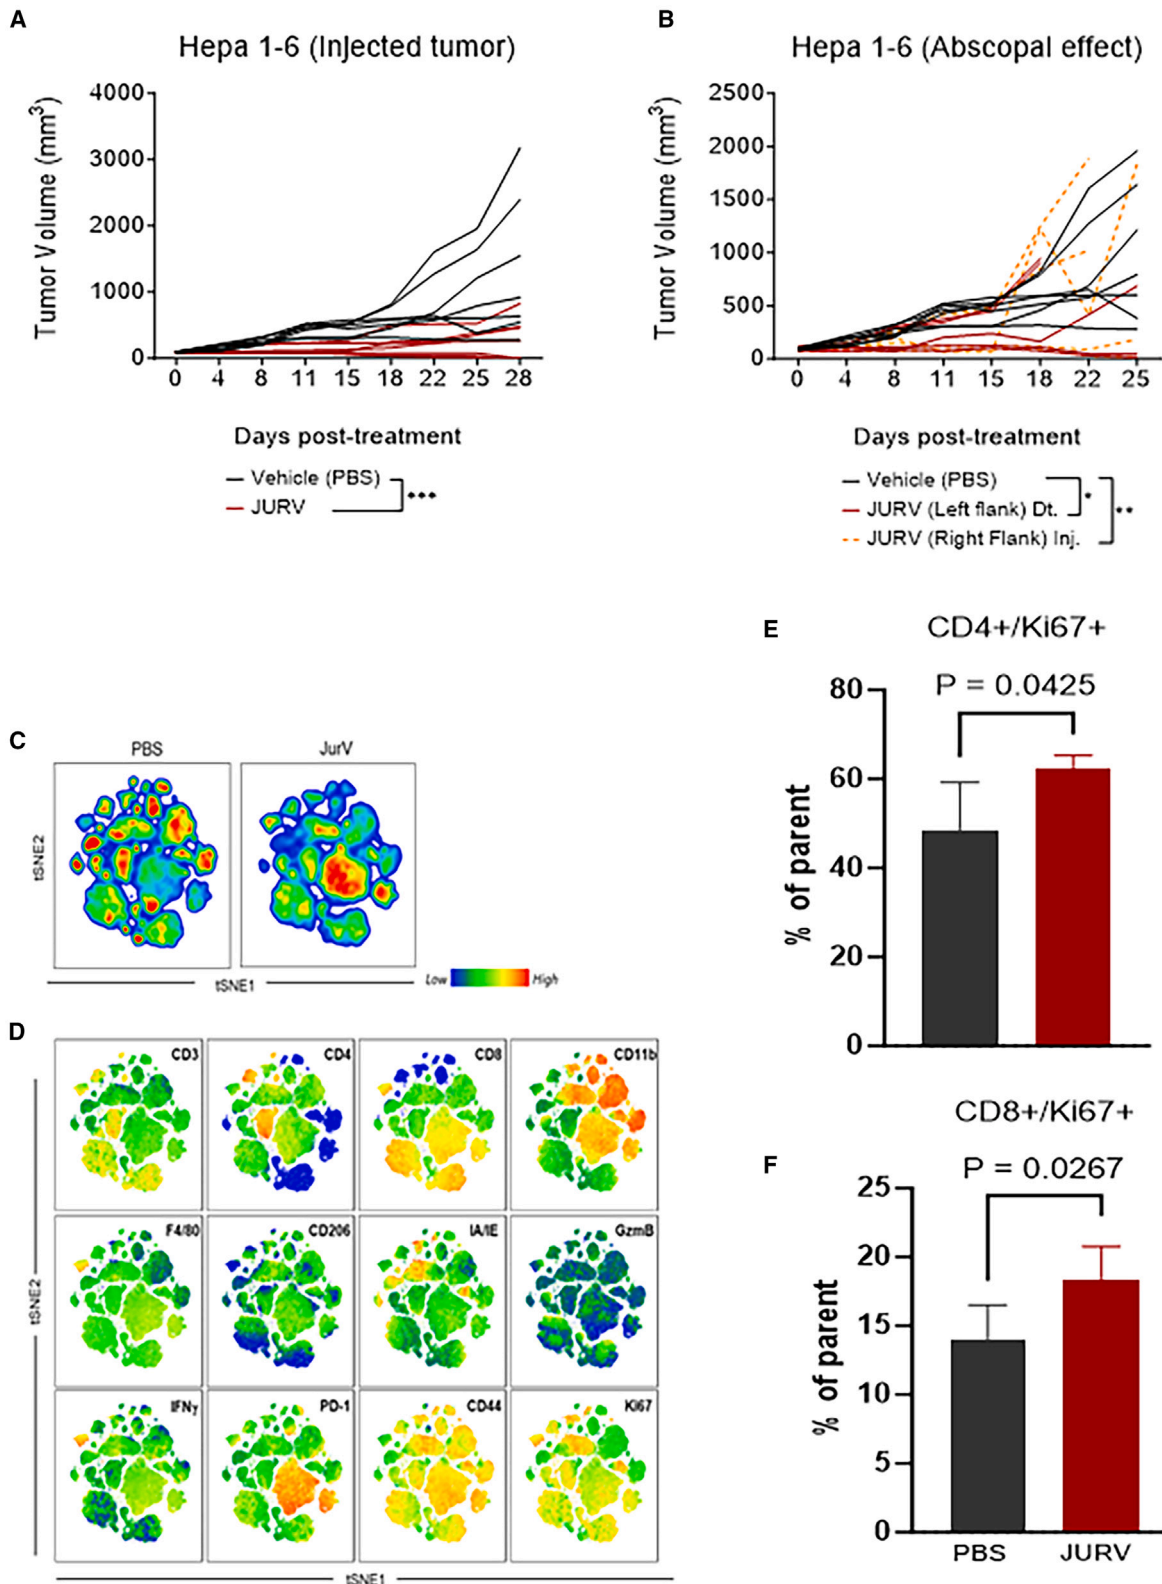 A
Hepa 1-6 (Injected tumor)
Tumor Volume (mm3)
4000
3000
2000
1000
0
0 4 8 11 15 18 22 25 28
Days post-treatment
Vehicle (PBS)
JURV
***
B
Hepa 1-6 (Abscopal effect)
Tumor Volume (mm3)
2500
2000
1500
1000
500
0
0 4 8 11 15 18 22 25
Days post-treatment
Vehicle (PBS)
JURV (Left flank) Dt.
JURV (Right Flank) Inj.
*
**
C
PBS JurV
tSNE2
tSNE1
Low High
D
CD3 CD4 CD8 CD11b
F4/80 CD206 IA/IE GzmB
IFNγ PD-1 CD44 Ki67
tSNE2
tSNE1
E
CD4+/Ki67+
P = 0.0425
% of parent
80
60
40
20
0
F
CD8+/Ki67+
P = 0.0267
% of parent
25
20
15
10
5
0
PBS JURV